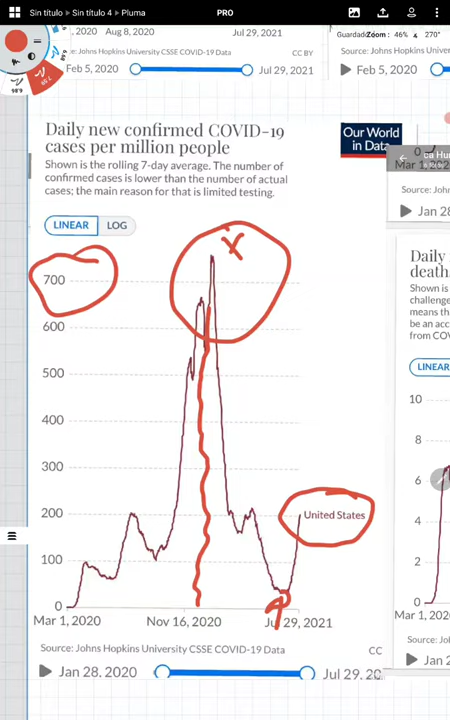 Sin título › Sin título 4 › Pluma
PRO
, 2020 Aug 8, 2020 Jul 29, 2021
e: Johns Hopkins University CSSE COVID-19 Data CC BY
Feb 5, 2020 Jul 29, 2021
Source: Johns Hopkins Univer
Feb 5, 2020
Zoom: 46% 270°
Daily new confirmed COVID-19
cases per million people
Shown is the rolling 7-day average. The number of
confirmed cases is lower than the number of actual
cases; the main reason for that is limited testing.
Our World
in Data
LINEAR LOG
X
700
600
500
400
300
200
100
0
United States
Mar 1, 2020 Nov 16, 2020 Jul 29, 2021
Source: Johns Hopkins University CSSE COVID-19 Data CC
Jan 28, 2020 Jul 29, 20
0
Mar 1, 202
Source: John
Jan 28
Daily
death
Shown is
challenge
means th
be an acc
from COV
LINEAR
10
8
6
4
2
0
Mar 1, 202
Source: Jo
Jan 2